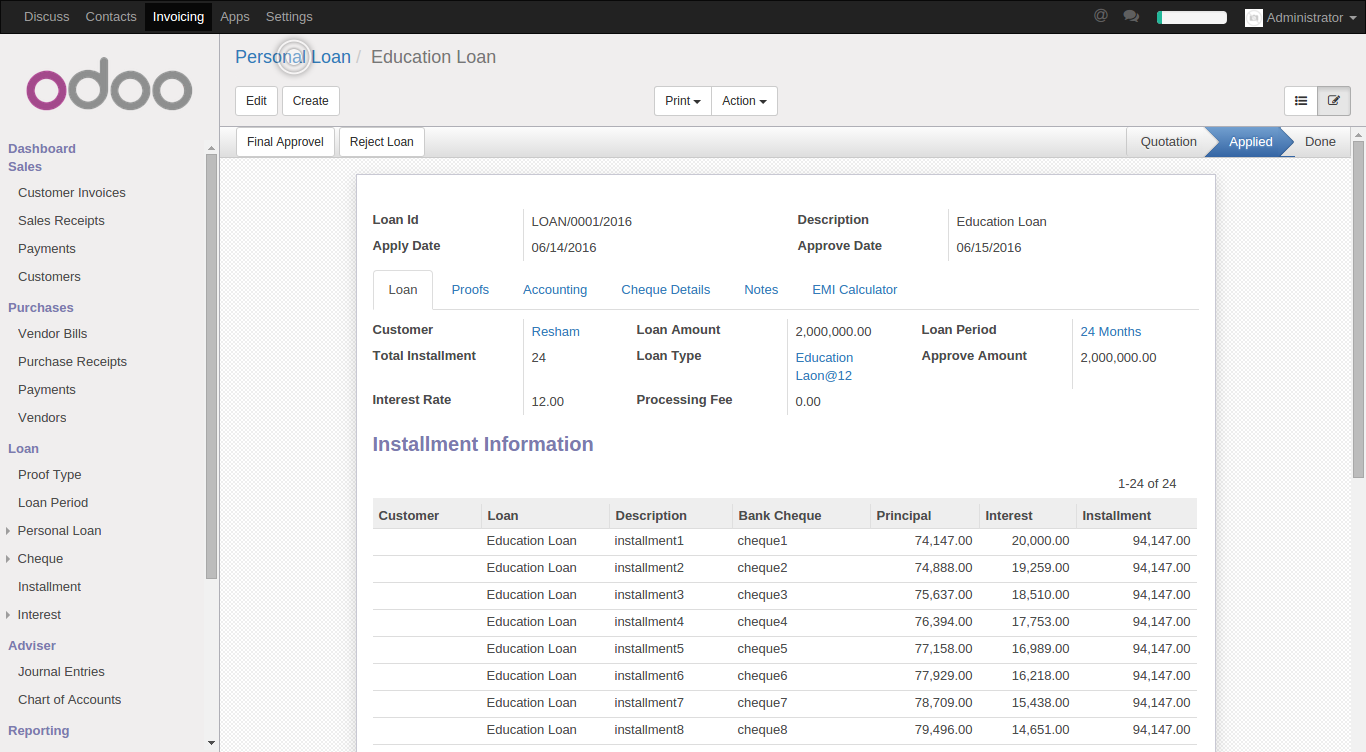 Discuss Contacts Invoicing Apps Settings @ Administrator
odoo
Personal Loan / Education Loan
Edit Create Print Action
Final Approvel Reject Loan Quotation Applied Done
Dashboard
Sales
Customer Invoices
Sales Receipts
Payments
Customers
Purchases
Vendor Bills
Purchase Receipts
Payments
Vendors
Loan
Proof Type
Loan Period
Personal Loan
Cheque
Installment
Interest
Adviser
Journal Entries
Chart of Accounts
Reporting
Loan Id LOAN/0001/2016 Description Education Loan
Apply Date 06/14/2016 Approve Date 06/15/2016
Loan Proofs Accounting Cheque Details Notes EMI Calculator
Customer Resham Loan Amount 2,000,000.00 Loan Period 24 Months
Total Installment 24 Loan Type Education Approve Amount 2,000,000.00
Laon@12
Interest Rate 12.00 Processing Fee 0.00
Installment Information
1-24 of 24
Customer Loan Description Bank Cheque Principal Interest Installment
Education Loan installment1 cheque1 74,147.00 20,000.00 94,147.00
Education Loan installment2 cheque2 74,888.00 19,259.00 94,147.00
Education Loan installment3 cheque3 75,637.00 18,510.00 94,147.00
Education Loan installment4 cheque4 76,394.00 17,753.00 94,147.00
Education Loan installment5 cheque5 77,158.00 16,989.00 94,147.00
Education Loan installment6 cheque6 77,929.00 16,218.00 94,147.00
Education Loan installment7 cheque7 78,709.00 15,438.00 94,147.00
Education Loan installment8 cheque8 79,496.00 14,651.00 94,147.00